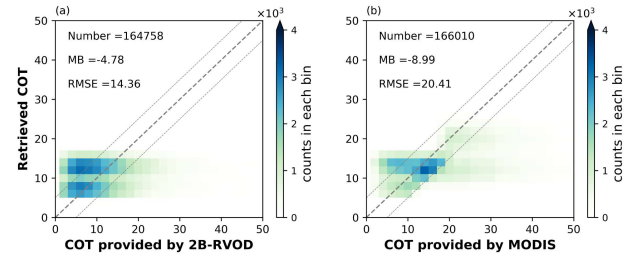 (a)
×10³
Number =164758
MB =-4.78
RMSE =14.36
Retrieved COT
50
40
30
20
10
0
0 10 20 30 40 50
COT provided by 2B-RVOD
4
3
2
1
0
counts in each bin
(b)
×10³
Number =166010
MB =-8.99
RMSE =20.41
50
40
30
20
10
0
0 10 20 30 40 50
COT provided by MODIS
4
3
2
1
0
counts in each bin